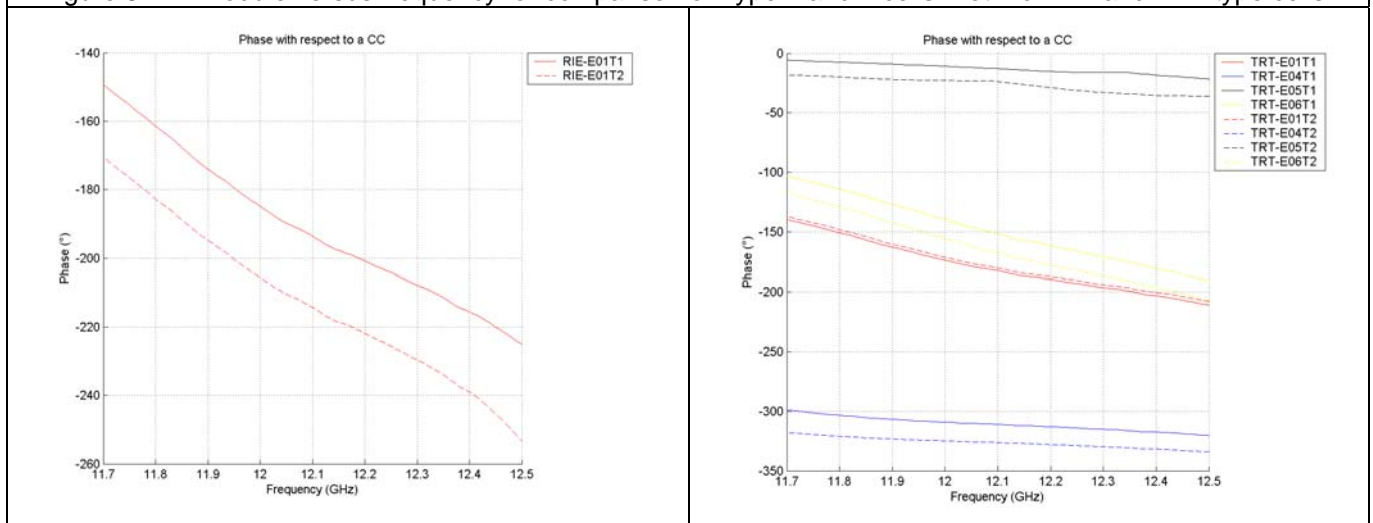 Phase with respect to a CC
RIE-E01T1
RIE-E01T2
-140
-160
-180
-200
-220
-240
-260
Phase (°)
11.7 11.8 11.9 12 12.1 12.2 12.3 12.4 12.5
Frequency (GHz)
Phase with respect to a CC
TRT-E01T1
TRT-E04T1
TRT-E05T1
TRT-E06T1
TRT-E01T2
TRT-E04T2
TRT-E05T2
TRT-E06T2
0
-50
-100
-150
-200
-250
-300
-350
Phase (°)
11.7 11.8 11.9 12 12.1 12.2 12.3 12.4 12.5
Frequency (GHz)